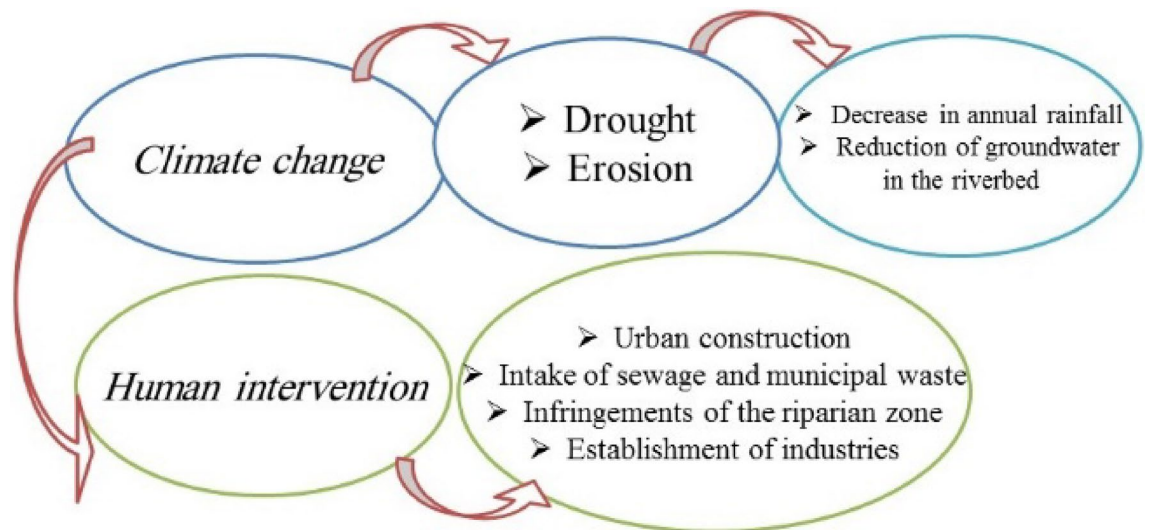 Climate change
➢ Drought
➢ Erosion
➢ Decrease in annual rainfall
➢ Reduction of groundwater
in the riverbed
Human intervention
➢ Urban construction
➢ Intake of sewage and municipal waste
➢ Infringements of the riparian zone
➢ Establishment of industries